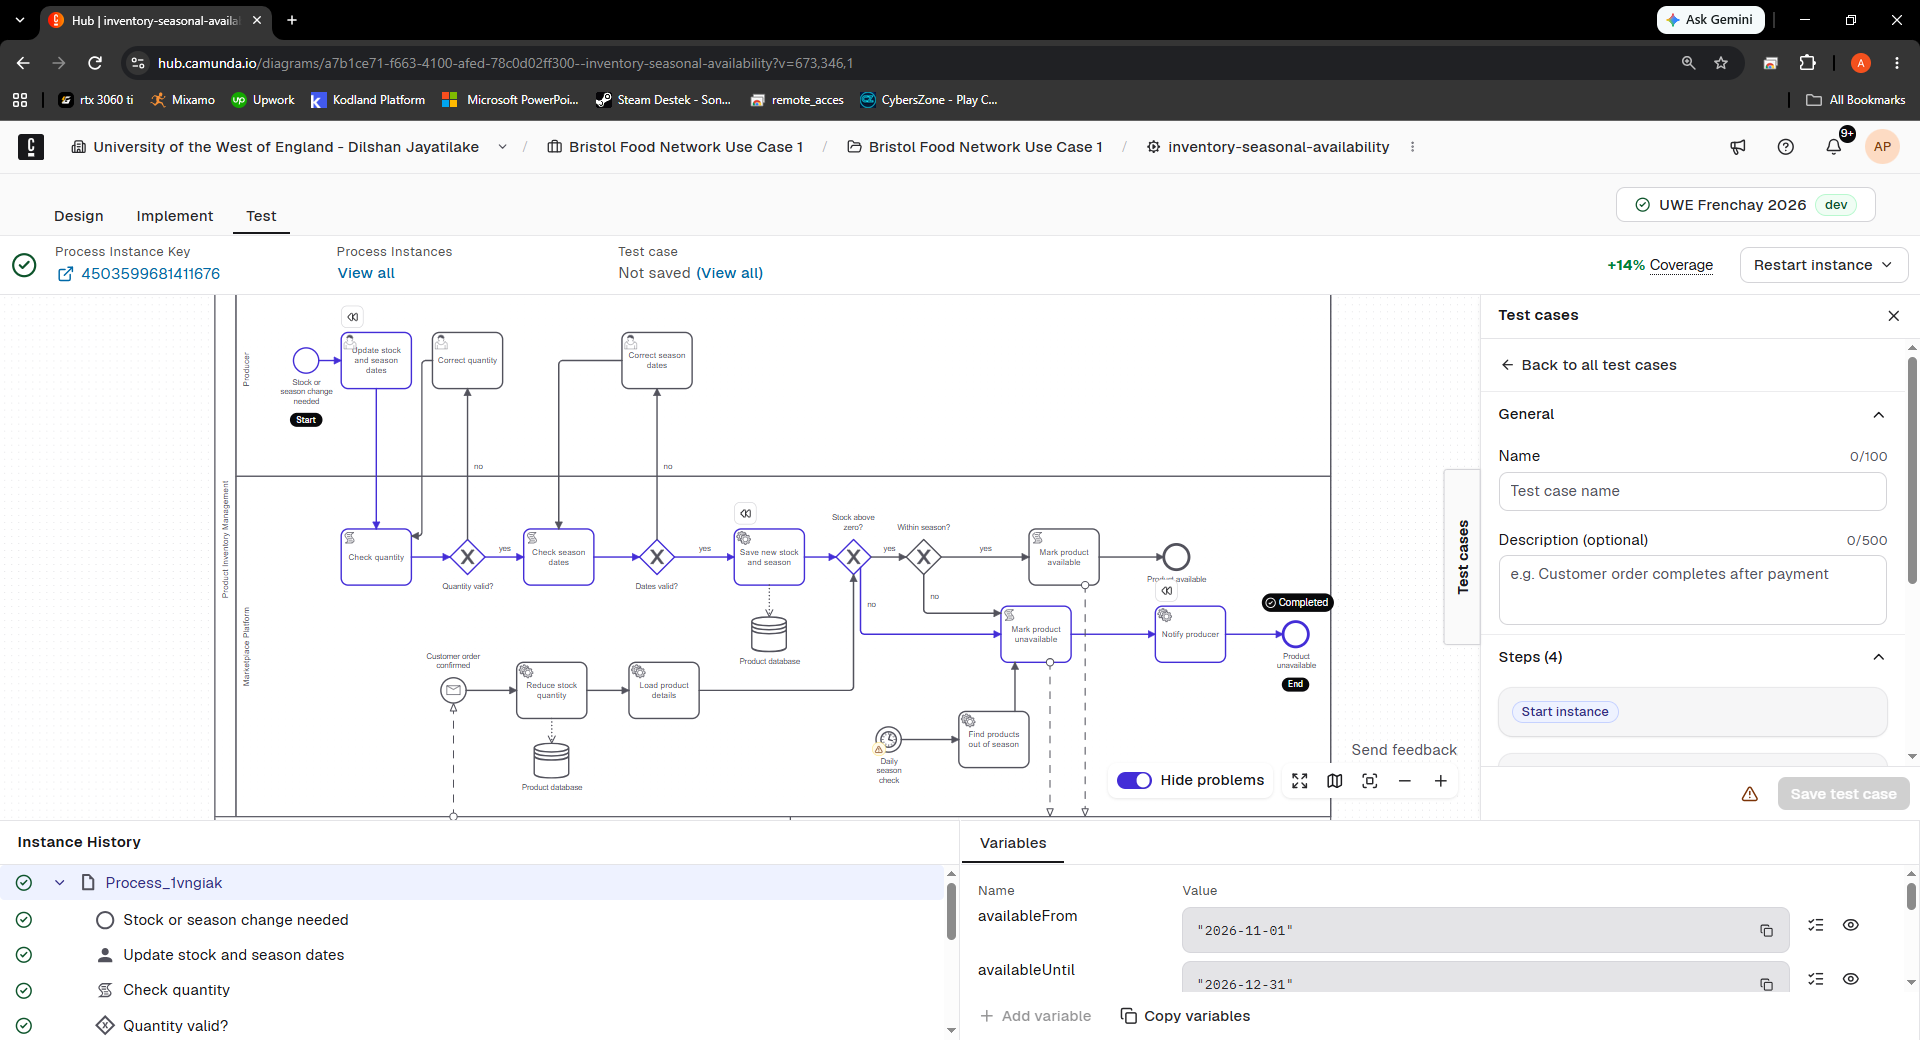 Hub | inventory-seasonal-availa
Ask Gemini
hub.camunda.io/diagrams/a7b1ce71-f663-4100-afed-78c0d02ff300--inventory-seasonal-availability?v=673,346,1
A
rtx 3060 ti
Mixamo
Upwork
Kodland Platform
Microsoft PowerPoi...
Steam Destek - Son...
remote_acces
CybersZone - Play C...
All Bookmarks
University of the West of England - Dilshan Jayatilake
/
Bristol Food Network Use Case 1
/
Bristol Food Network Use Case 1
/
inventory-seasonal-availability
9+
AP
Design
Implement
Test
UWE Frenchay 2026
dev
Process Instance Key
4503599681411676
Process Instances
View all
Test case
Not saved (View all)
+14% Coverage
Restart instance
Producer
Stock or
season change
needed
Start
Update stock
and season
dates
Correct quantity
Correct season
dates
no
no
Product Inventory Management
Marketplace Platform
Check quantity
Quantity valid?
yes
Check season
dates
Dates valid?
yes
Save new stock
and season
Product database
Stock above
zero?
yes
no
Within season?
yes
no
Mark product
available
Product available
Mark product
unavailable
Notify producer
Completed
Product
unavailable
End
Customer order
confirmed
Reduce stock
quantity
Product database
Load product
details
Daily
season
check
Find products
out of season
Send feedback
Hide problems
Test cases
Test cases
Back to all test cases
General
Name
0/100
Test case name
Description (optional)
0/500
e.g. Customer order completes after payment
Steps (4)
Start instance
Save test case
Instance History
Process_1vngiak
Stock or season change needed
Update stock and season dates
Check quantity
Quantity valid?
Variables
Name
Value
availableFrom
"2026-11-01"
availableUntil
"2026-12-31"
Add variable
Copy variables